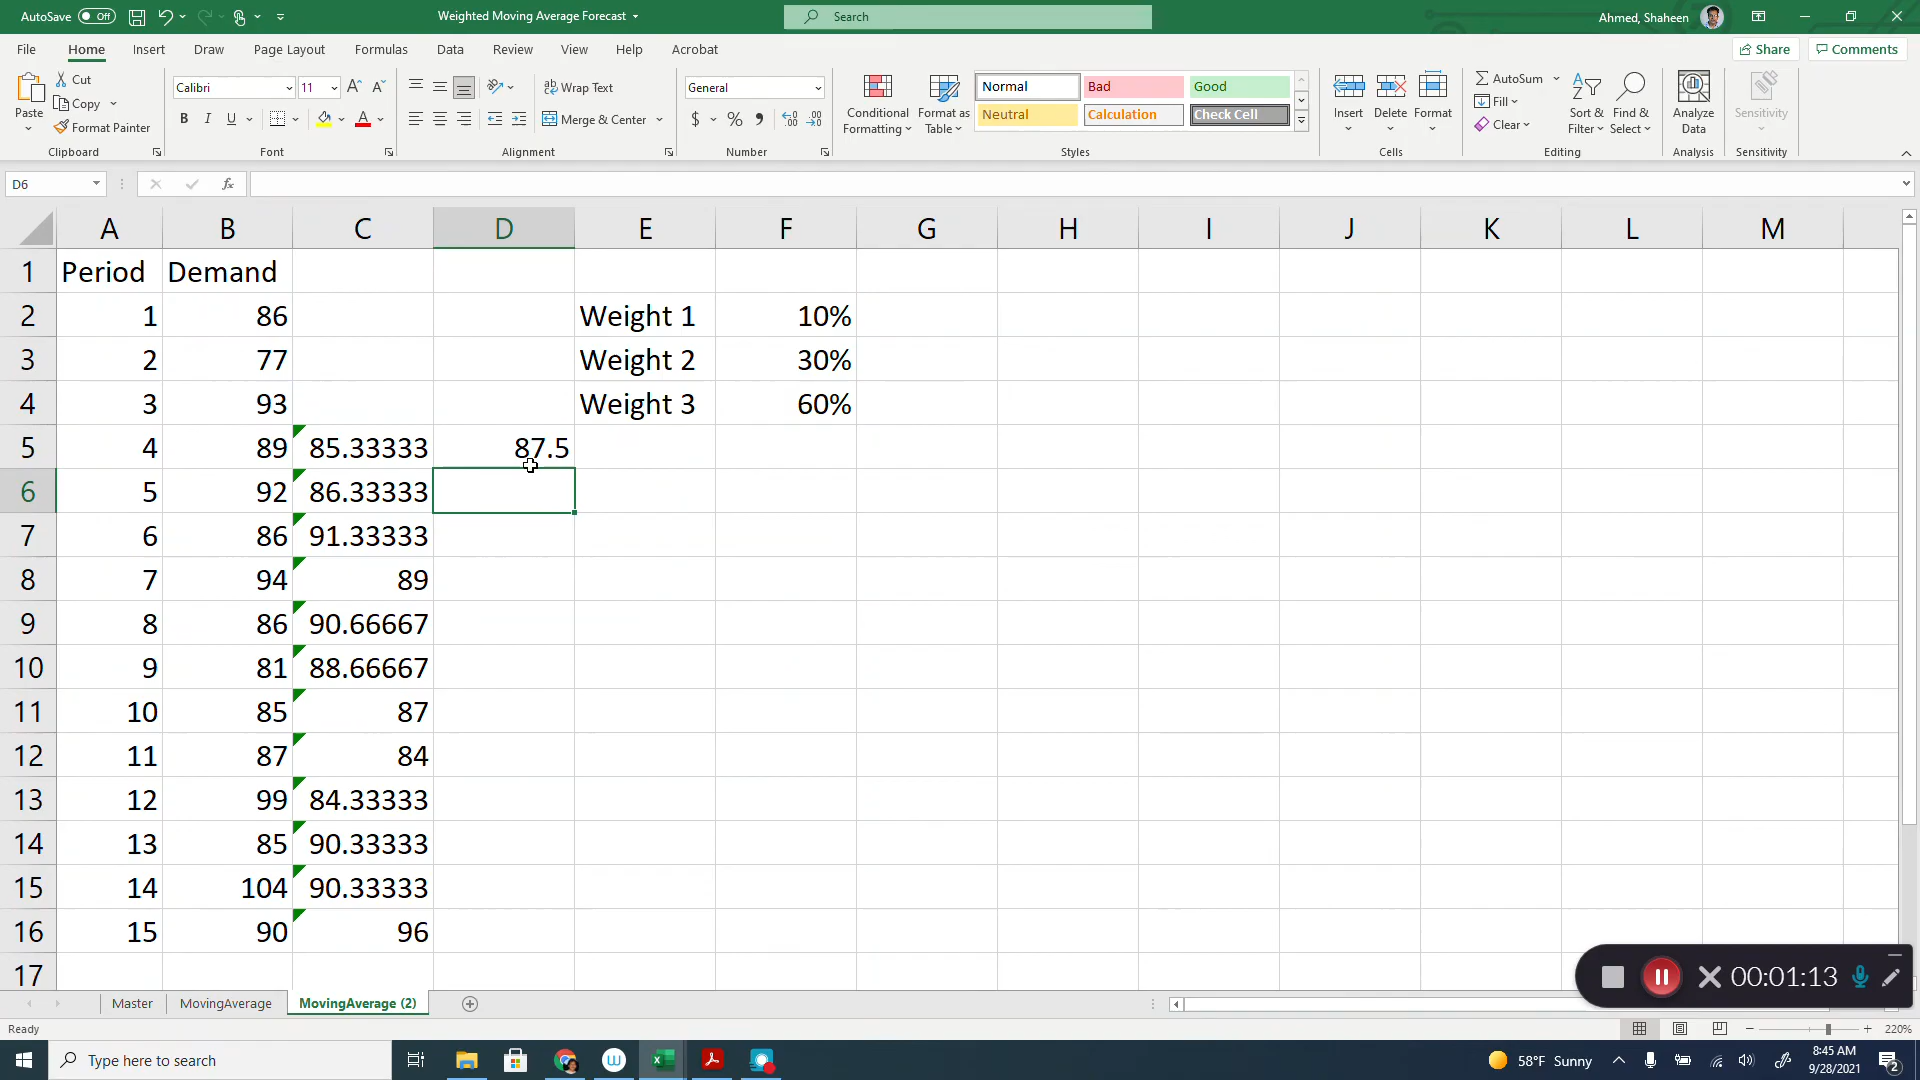 AutoSave Off Weighted Moving Average Forecast Search Ahmed, Shaheen
File Home Insert Draw Page Layout Formulas Data Review View Help Acrobat Share Comments
Paste Cut Copy Format Painter Clipboard
Calibri 11 A A B I U A Font
ab Wrap Text Merge & Center Alignment
General $ % 9 Number
Conditional Formatting Format as Table Normal Bad Good Neutral Calculation Check Cell Styles
Insert Delete Format Cells
AutoSum Fill Clear Sort & Filter Find & Select Editing
Analyze Data Analysis
Sensitivity Sensitivity
D6 fx
A B C D E F G H I J K L M
1 Period Demand
2 1 86 Weight 1 10%
3 2 77 Weight 2 30%
4 3 93 Weight 3 60%
5 4 89 85.33333 87.5
6 5 92 86.33333
7 6 86 91.33333
8 7 94 89
9 8 86 90.66667
10 9 81 88.66667
11 10 85 87
12 11 87 84
13 12 99 84.33333
14 13 85 90.33333
15 14 104 90.33333
16 15 90 96
17
00:01:13
Master MovingAverage MovingAverage (2)
Ready 220%
Type here to search 58°F Sunny 8:45 AM
9/28/2021 2